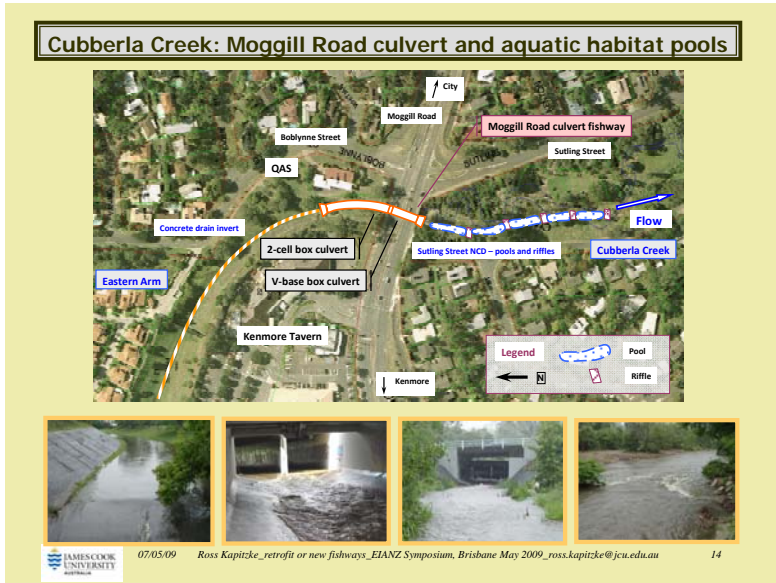 Cubberla Creek: Moggill Road culvert and aquatic habitat pools
City
Moggill Road
Moggill Road culvert fishway
Boblynne Street
Sutling Street
QAS
Concrete drain invert
Flow
2-cell box culvert
Sutling Street NCD – pools and riffles
Cubberla Creek
Eastern Arm
V-base box culvert
Kenmore Tavern
Legend
Pool
N
Riffle
Kenmore
JAMES COOK
UNIVERSITY
AUSTRALIA
07/05/09 Ross Kapitzke_retrofit or new fishways_EIANZ Symposium, Brisbane May 2009_ross.kapitzke@jcu.edu.au 14